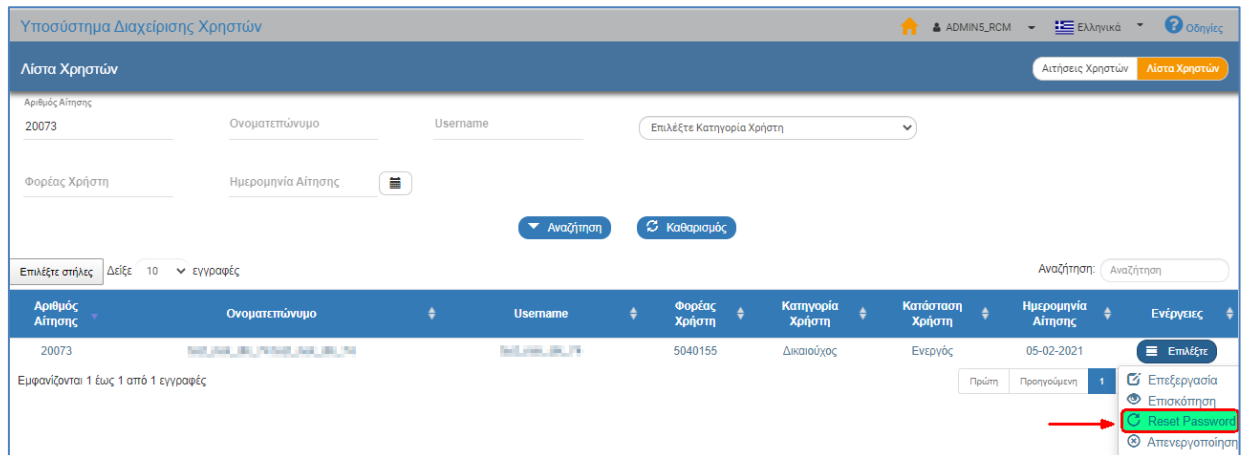 Υποσύστημα Διαχείρισης Χρηστών ADMIN5_RCM Ελληνικά Οδηγίες
Λίστα Χρηστών Αιτήσεις Χρηστών Λίστα Χρηστών
Αριθμός Αίτησης
20073 Ονοματεπώνυμο Username Επιλέξτε Κατηγορία Χρήστη
Φορέας Χρήστη Ημερομηνία Αίτησης
Αναζήτηση Καθαρισμός
Επιλέξτε στήλες Δείξε 10 εγγραφές Αναζήτηση: Αναζήτηση
Αριθμός Αίτησης Ονοματεπώνυμο Username Φορέας Χρήστη Κατηγορία Χρήστη Κατάσταση Χρήστη Ημερομηνία Αίτησης Ενέργειες
20073 5040155 Δικαιούχος Ενεργός 05-02-2021 Επιλέξτε
Εμφανίζονται 1 έως 1 από 1 εγγραφές Πρώτη Προηγούμενη 1
Επεξεργασία
Επισκόπηση
Reset Password
Απενεργοποίηση